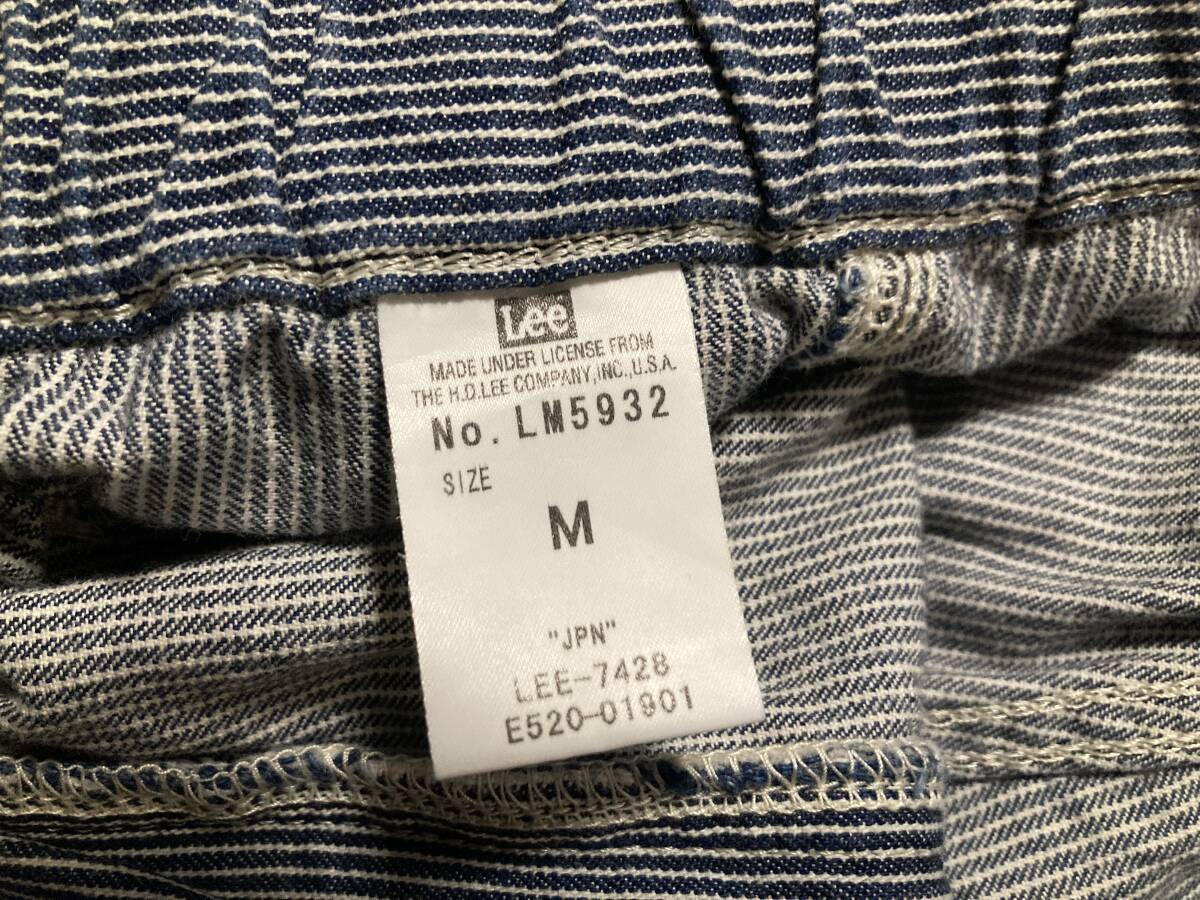 Lee
MADE UNDER LICENSE FROM
THE H.D.LEE COMPANY,INC.,U.S.A.
No. LM5932
SIZE
M
"JPN"
LEE-7428
E520-01901